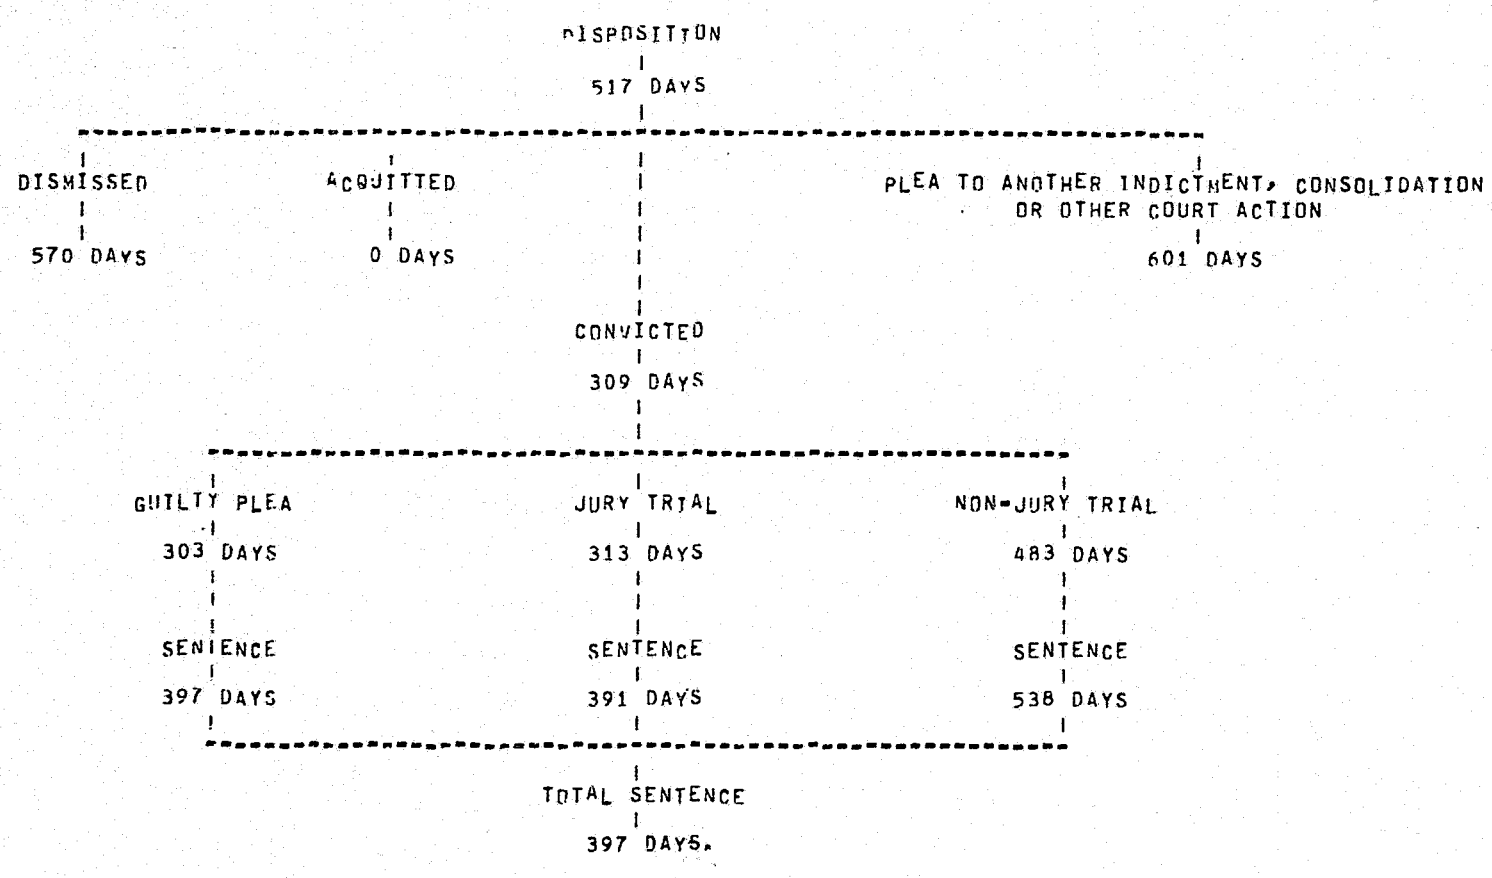 DISPOSITION
517 DAYS
DISMISSED
ACQUITTED
PLEA TO ANOTHER INDICTMENT, CONSOLIDATION
OR OTHER COURT ACTION
570 DAYS
0 DAYS
601 DAYS
CONVICTED
309 DAYS
GUILTY PLEA
JURY TRIAL
NON-JURY TRIAL
303 DAYS
313 DAYS
483 DAYS
SENTENCE
SENTENCE
SENTENCE
397 DAYS
391 DAYS
538 DAYS
TOTAL SENTENCE
397 DAYS.